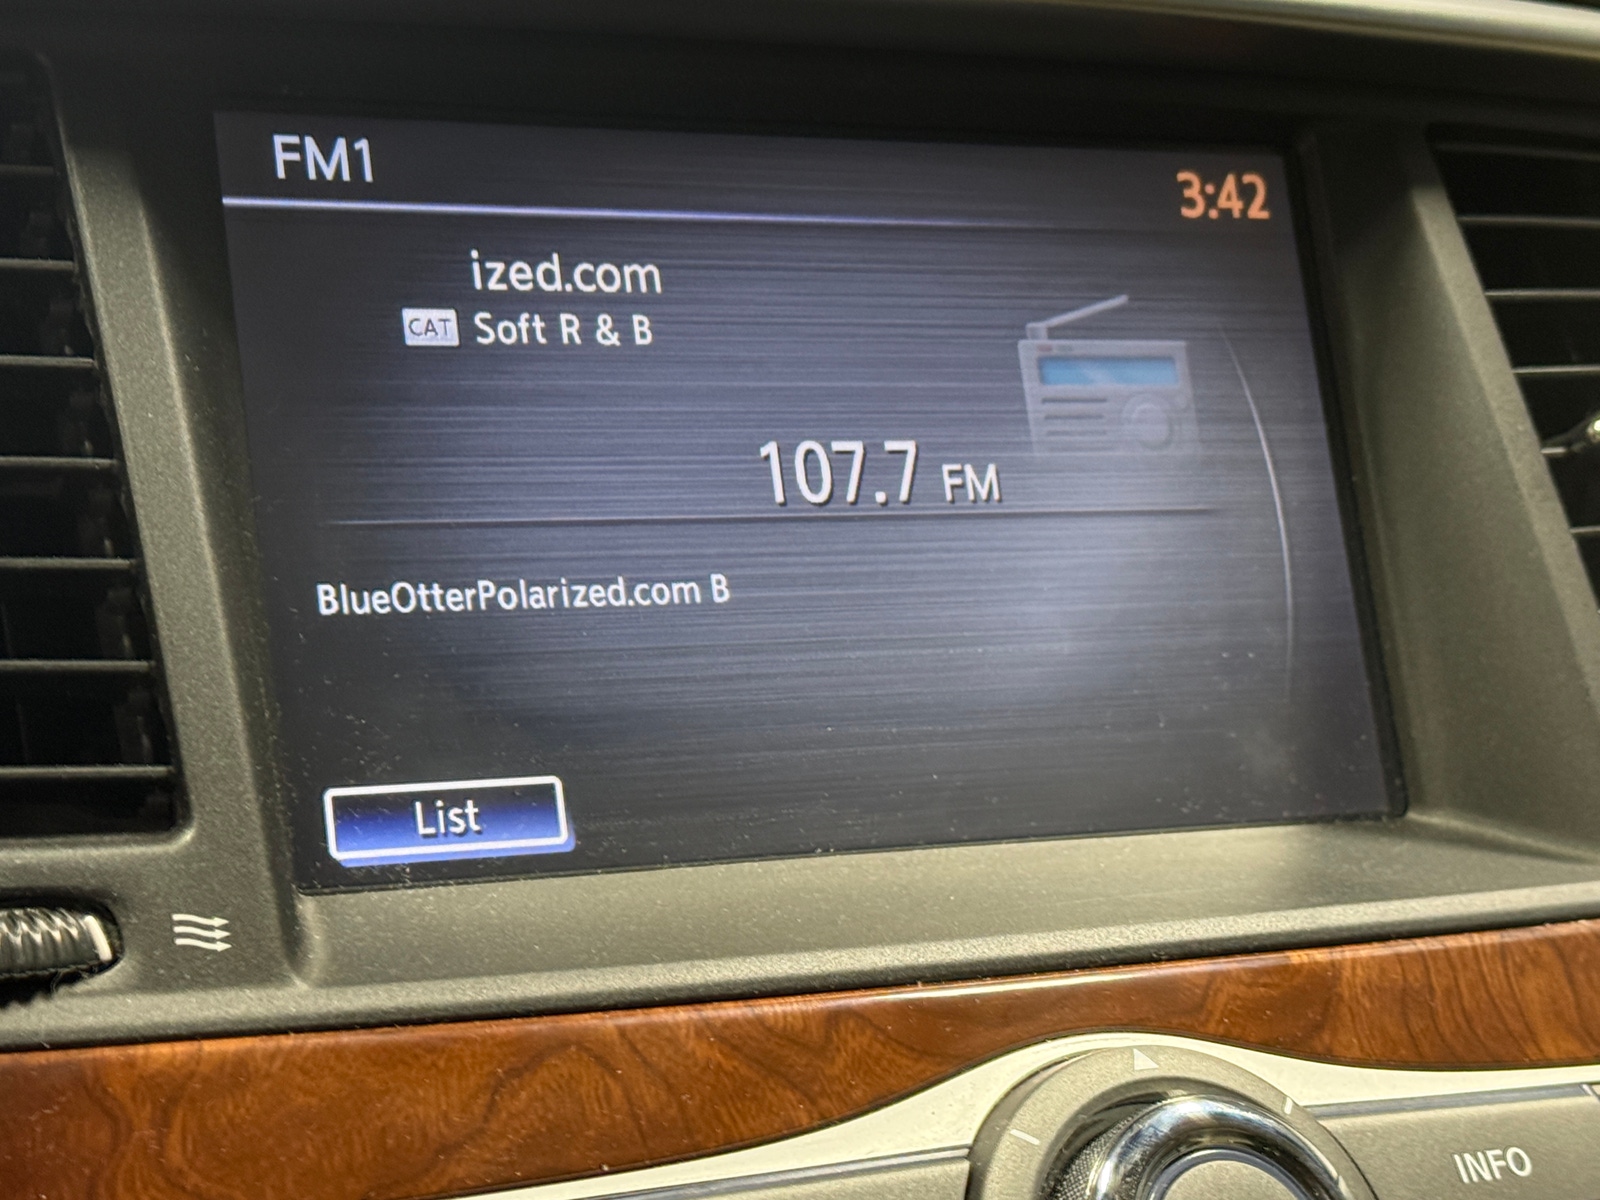 FM1
3:42
ized.com
CAT Soft R & B
107.7 FM
BlueOtterPolarized.com B
List
INFO